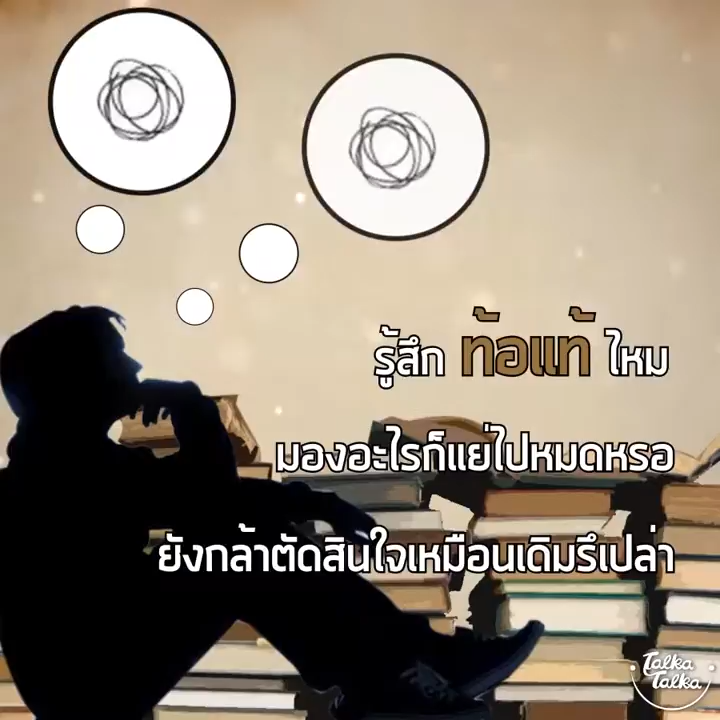 รู้สึก ท้อแท้ ไหม
มองอะไรก็แย่ไปหมดหรอ
ยังกล้าตัดสินใจเหมือนเดิมรึเปล่า
Talka
Talka